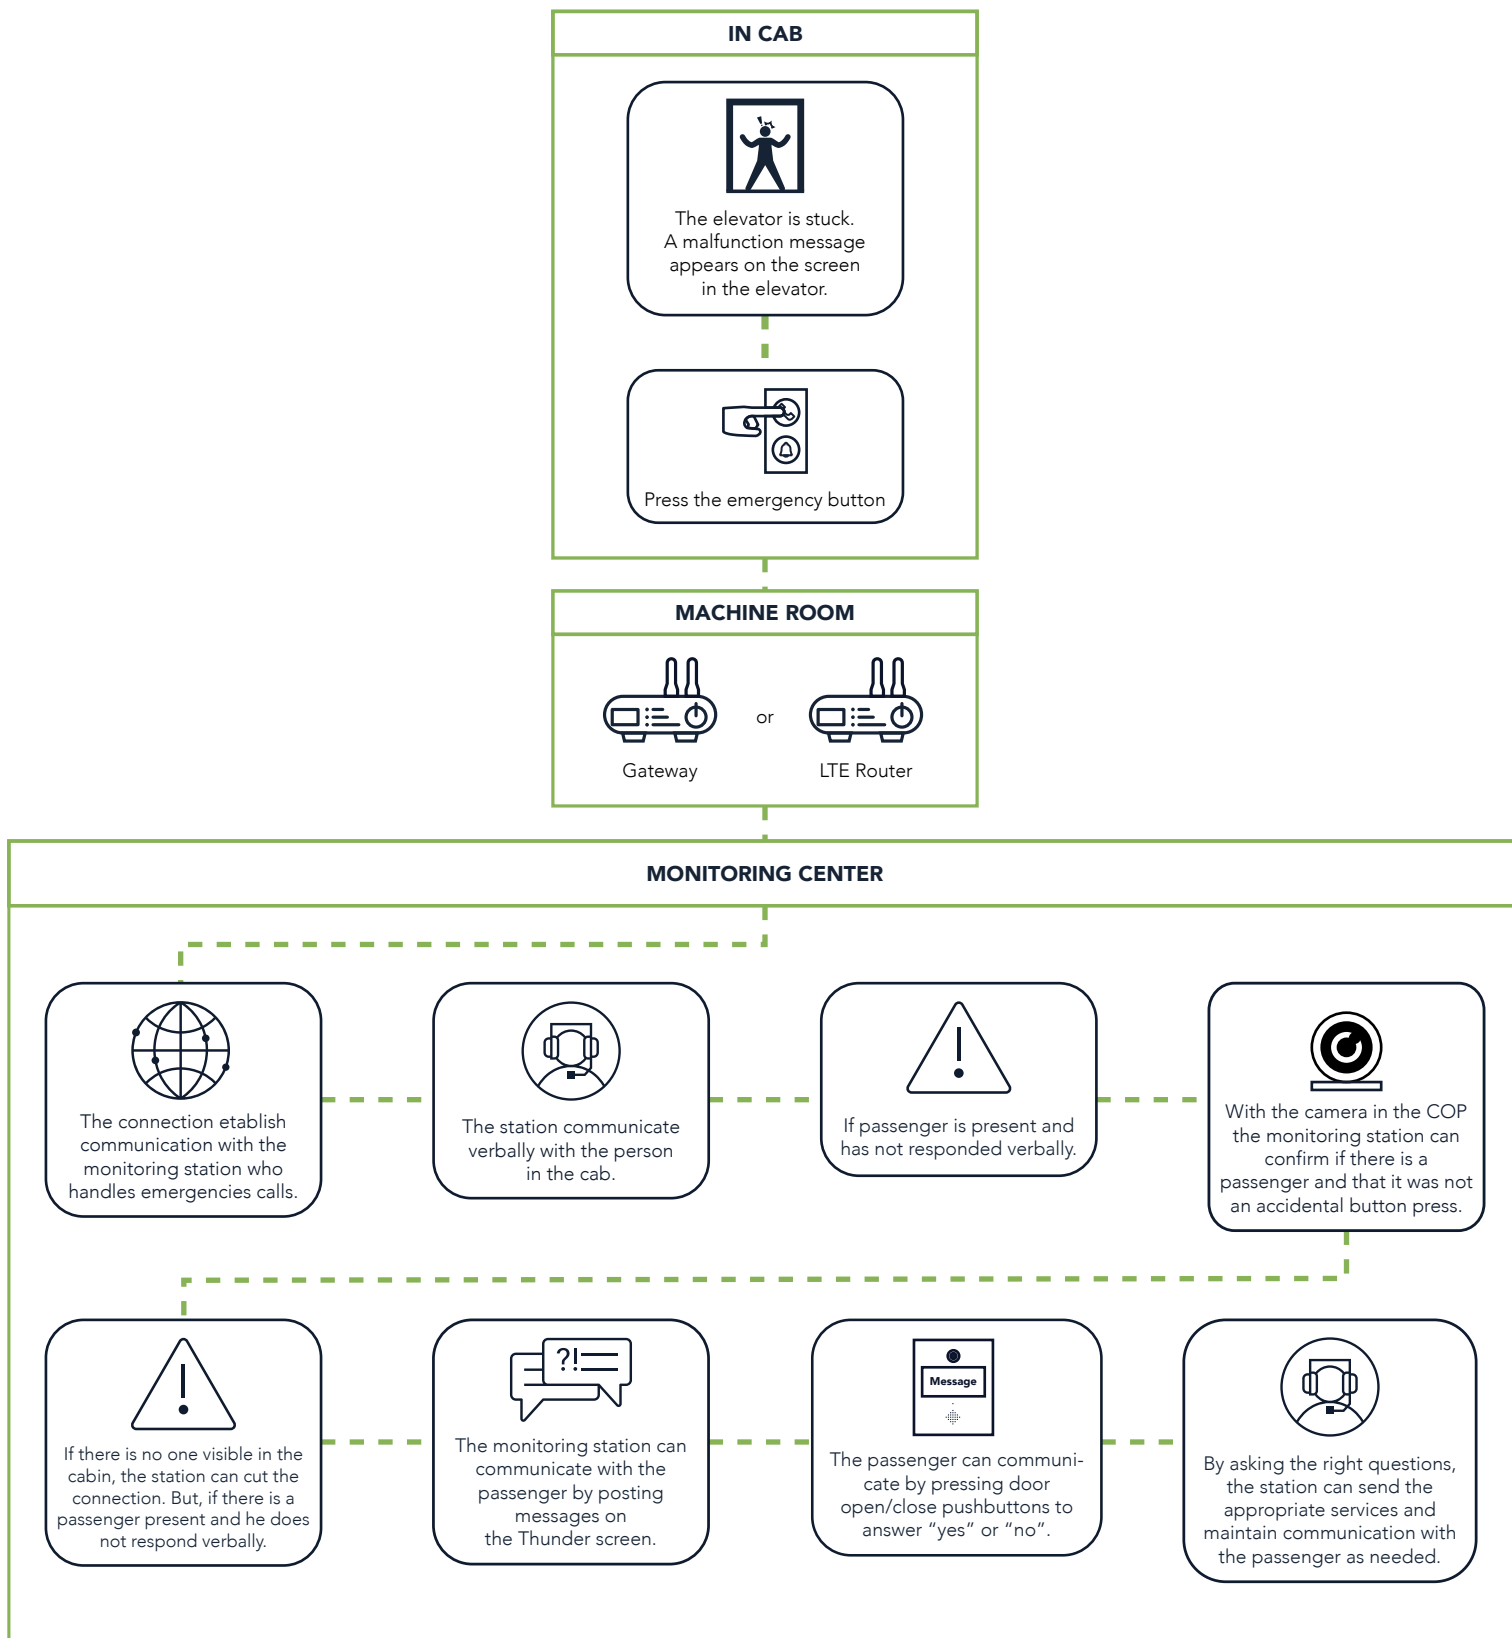 IN CAB
The elevator is stuck.
A malfunction message
appears on the screen
in the elevator.
Press the emergency button
MACHINE ROOM
or
Gateway
LTE Router
MONITORING CENTER
The connection etablish
communication with the
monitoring station who
handles emergencies calls.
The station communicate
verbally with the person
in the cab.
If passenger is present and
has not responded verbally.
With the camera in the COP
the monitoring station can
confirm if there is a
passenger and that it was not
an accidental button press.
If there is no one visible in the
cabin, the station can cut the
connection. But, if there is a
passenger present and he does
not respond verbally.
?!
The monitoring station can
communicate with the
passenger by posting
messages on
the Thunder screen.
Message
The passenger can communi-
cate by pressing door
open/close pushbuttons to
answer “yes” or “no”.
By asking the right questions,
the station can send the
appropriate services and
maintain communication with
the passenger as needed.